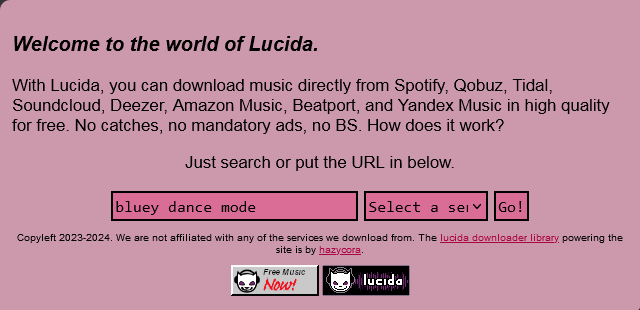 Welcome to the world of Lucida.
With Lucida, you can download music directly from Spotify, Qobuz, Tidal,
Soundcloud, Deezer, Amazon Music, Beatport, and Yandex Music in high quality
for free. No catches, no mandatory ads, no BS. How does it work?
Just search or put the URL in below.
bluey dance mode Select a ser Go!
Copyleft 2023-2024. We are not affiliated with any of the services we download from. The lucida downloader library powering the
site is by hazycora.
Free Music
Now!
lucida